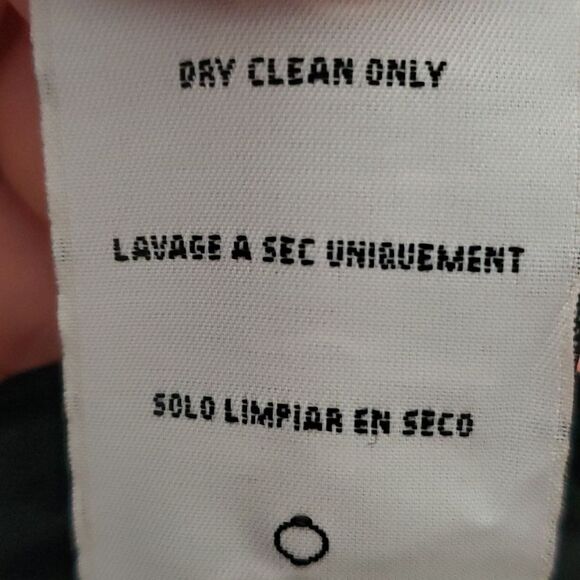 DRY CLEAN ONLY
LAVAGE A SEC UNIQUEMENT
SOLO LIMPIAR EN SECO